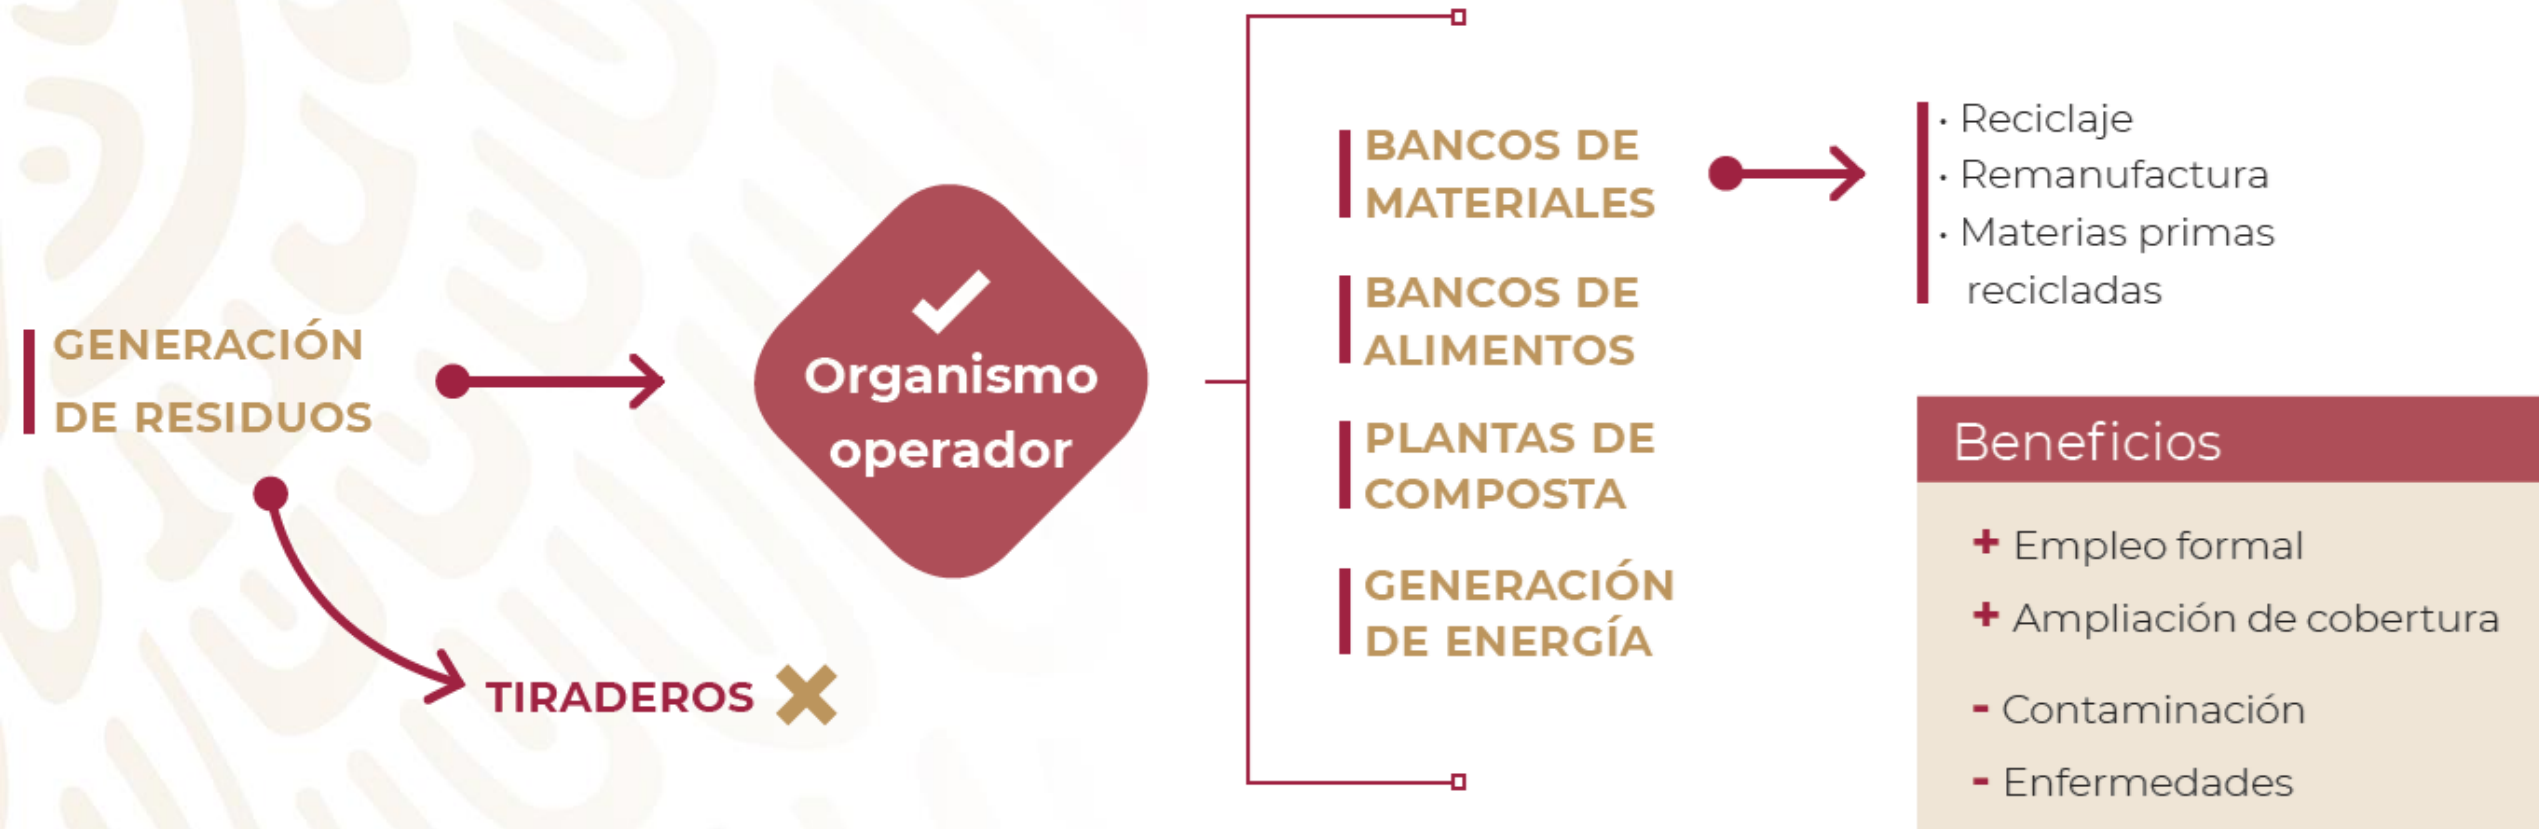 GENERACIÓN
DE RESIDUOS
TIRADEROS
Organismo
operador
BANCOS DE
MATERIALES
BANCOS DE
ALIMENTOS
PLANTAS DE
COMPOSTA
GENERACIÓN
DE ENERGÍA
· Reciclaje
· Remanufactura
· Materias primas
recicladas
Beneficios
+ Empleo formal
+ Ampliación de cobertura
- Contaminación
- Enfermedades